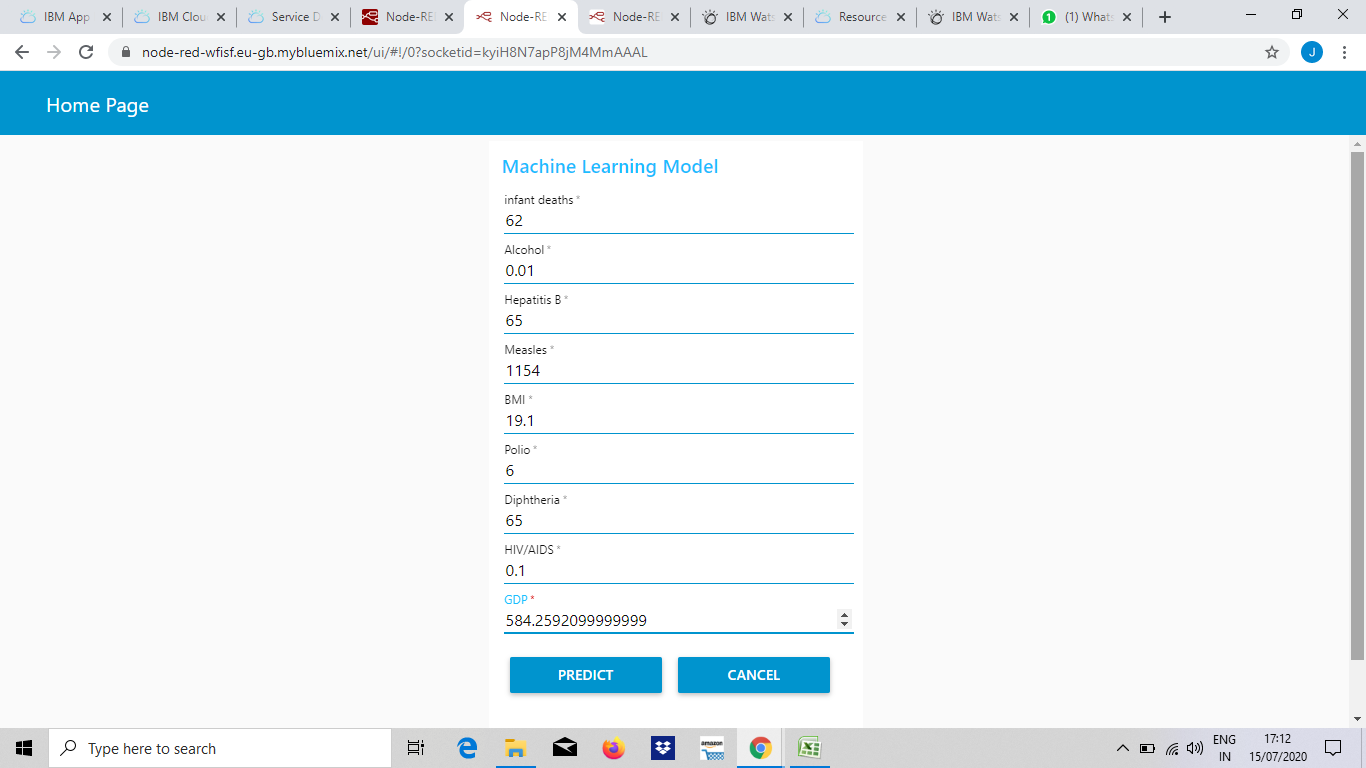 IBM App
IBM Clou
Service D
Node-RE
Node-RE
Node-RE
IBM Wats
Resource
IBM Wats
1
(1) Whats
node-red-wfisf.eu-gb.mybluemix.net/ui/#!/0?socketid=kyiH8N7apP8jM4MmAAAL
J
Home Page
Machine Learning Model
infant deaths *
62
Alcohol *
0.01
Hepatitis B *
65
Measles *
1154
BMI *
19.1
Polio *
6
Diphtheria *
65
HIV/AIDS *
0.1
GDP *
584.2592099999999
PREDICT
CANCEL
Type here to search
amazon
ENG
IN
17:12
15/07/2020